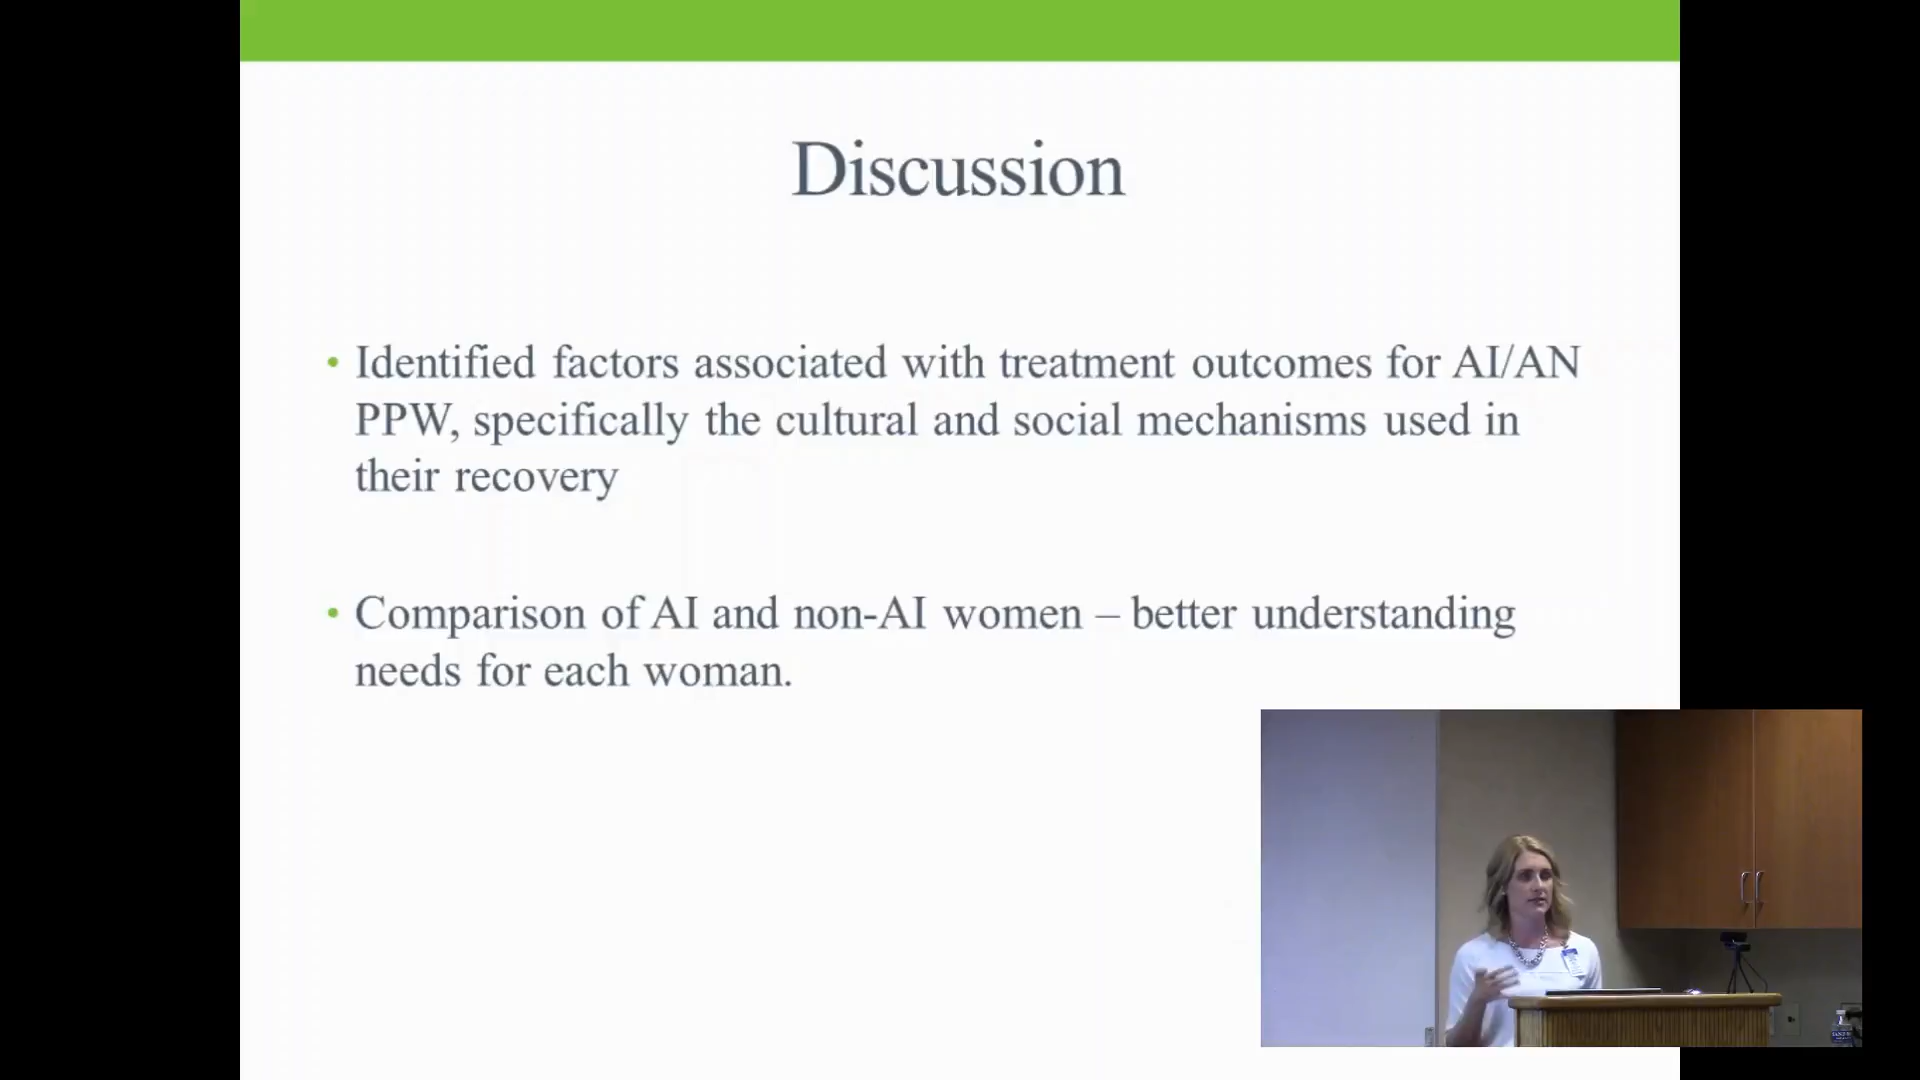 Discussion
• Identified factors associated with treatment outcomes for AI/AN
PPW, specifically the cultural and social mechanisms used in
their recovery
• Comparison of AI and non-AI women – better understanding
needs for each woman.